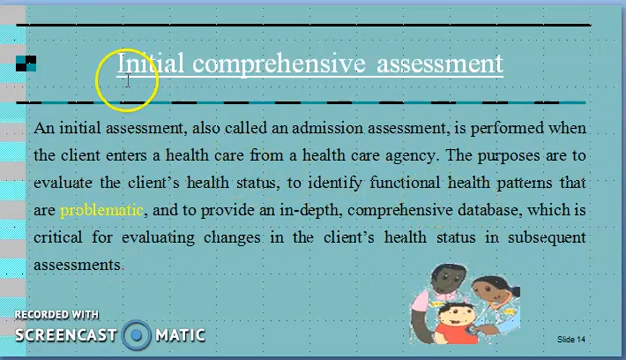 Initial comprehensive assessment
An initial assessment, also called an admission assessment, is performed when
the client enters a health care from a health care agency. The purposes are to
evaluate the client's health status, to identify functional health patterns that
are problematic, and to provide an in-depth, comprehensive database, which is
critical for evaluating changes in the client's health status in subsequent
assessments.
RECORDED WITH
SCREENCAST MATIC
Slide 14